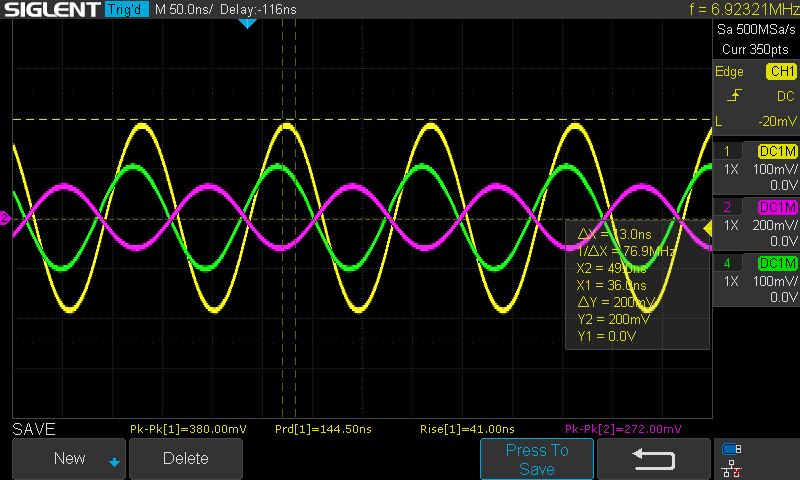 SIGLENT Trig'd M 50.0ns/ Delay:-116ns f = 6.92321MHz
Sa 500MSa/s
Curr 350pts
Edge CH1
DC
L -20mV
1 DC1M
1X 100mV/
0.0V
2 DC1M
1X 200mV/
0.0V
4 DC1M
1X 100mV/
0.0V
2
ΔX = 13.0ns
1/ΔX = 76.9MHz
X2 = 49.0ns
X1 = 36.0ns
ΔY = 200mV
Y2 = 200mV
Y1 = 0.0V
SAVE Pk-Pk[1]=380.00mV Prd[1]=144.50ns Rise[1]=41.00ns Pk-Pk[2]=272.00mV
New Delete Press To
Save